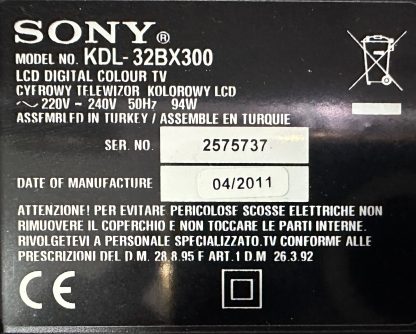 SONY®
MODEL NO. KDL-32BX300
LCD DIGITAL COLOUR TV
CYFROWY TELEWIZOR KOLOROWY LCD
~ 220V - 240V 50Hz 94W
ASSEMBLED IN TURKEY / ASSEMBLE EN TURQUIE
SER. NO. 2575737
DATE OF MANUFACTURE 04/2011
ATTENZIONE! PER EVITARE PERICOLOSE SCOSSE ELETTRICHE NON
RIMUOVERE IL COPERCHIO E NON TOCCARE LE PARTI INTERNE.
RIVOLGETEVI A PERSONALE SPECIALIZZATO.TV CONFORME ALLE
PRESCRIZIONI DEL D M. 28.8.95 F ART.1 D.M 26.3.92
CE